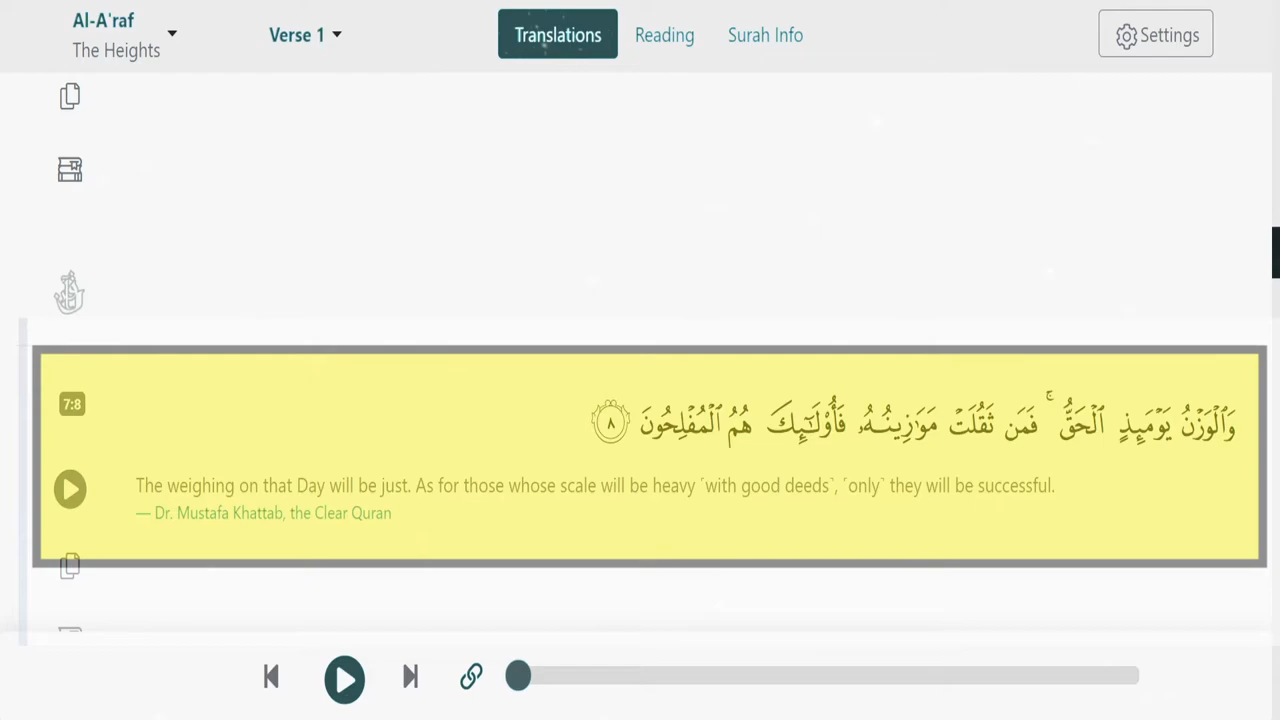 Al-A'raf
The Heights
Verse 1
Translations
Reading
Surah Info
Settings
7:8
وَٱلْوَزْنُ يَوْمَئِذٍ ٱلْحَقُّ ۚ فَمَن ثَقُلَتْ مَوَٰزِينُهُۥ فَأُو۟لَـٰٓئِكَ هُمُ ٱلْمُفْلِحُونَ ٨
The weighing on that Day will be just. As for those whose scale will be heavy ˹with good deeds˺, ˹only˺ they will be successful.
— Dr. Mustafa Khattab, the Clear Quran